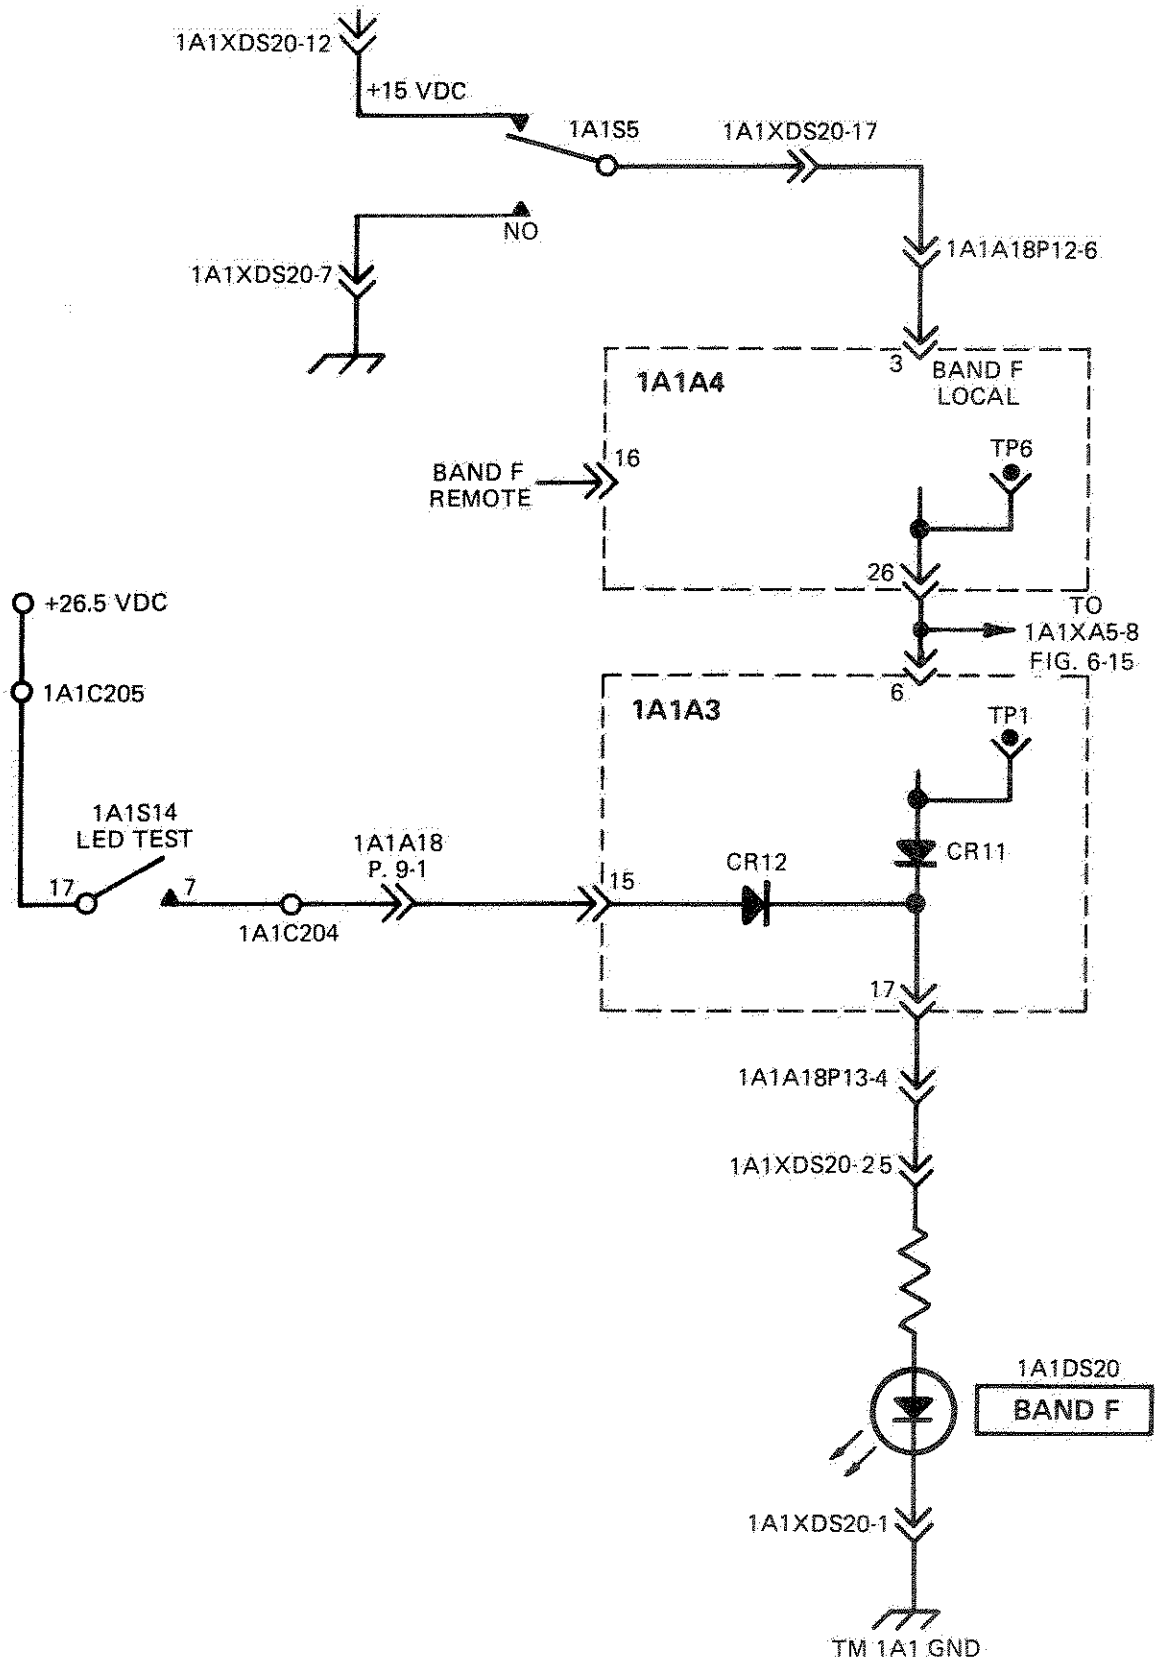 1A1XDS20-12
+15 VDC
1A1S5
1A1XDS20-17
NO
1A1XDS20-7
1A1A18P12-6
3
BAND F
LOCAL
1A1A4
TP6
BAND F
REMOTE
16
26
TO
1A1XA5-8
FIG. 6-15
+26.5 VDC
1A1C205
6
1A1A3
TP1
1A1S14
LED TEST
17
7
1A1C204
1A1A18
P. 9-1
15
CR12
CR11
17
1A1A18P13-4
1A1XDS20-25
1A1DS20
BAND F
1A1XDS20-1
TM 1A1 GND